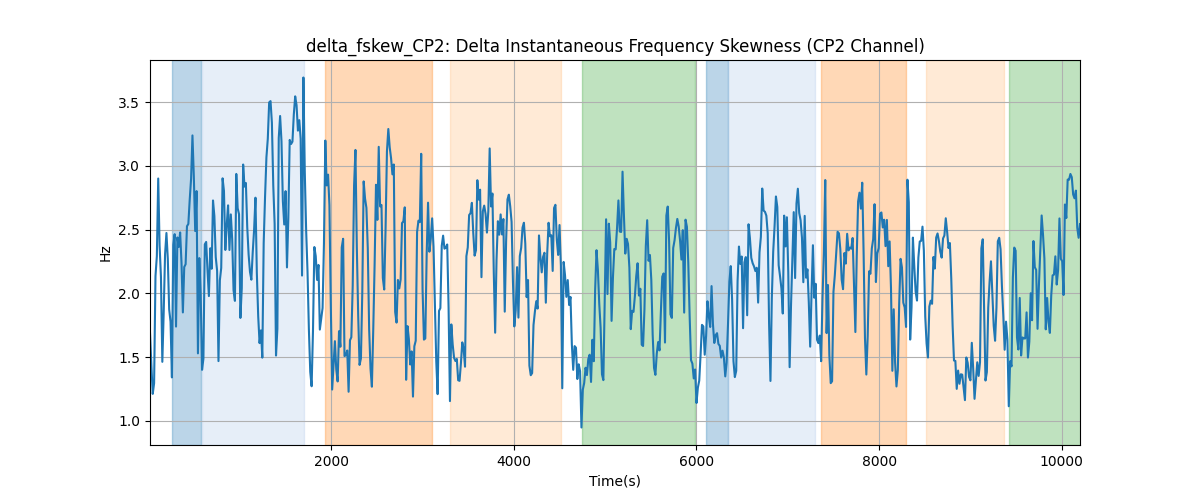 delta_fskew_CP2: Delta Instantaneous Frequency Skewness (CP2 Channel)
3.5
3.0
2.5
2.0
1.5
1.0
Hz
2000 4000 6000 8000 10000
Time(s)